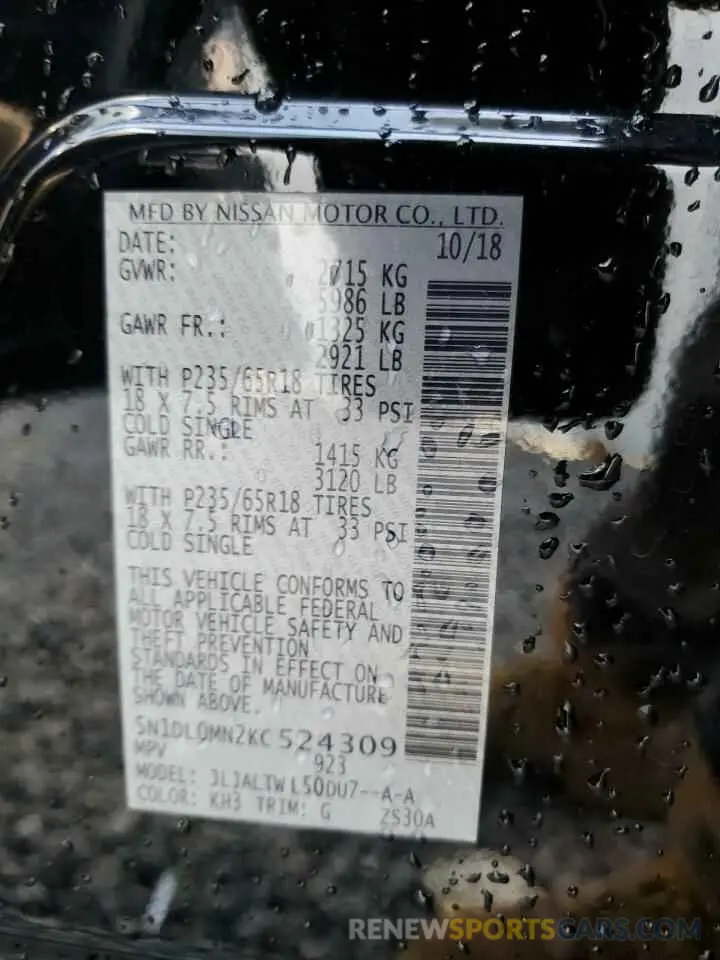 MFD BY NISSAN MOTOR CO., LTD.
DATE: 10/18
GVWR: 2715 KG
5986 LB
GAWR FR.: 1325 KG
2921 LB
WITH P235/65R18 TIRES
18 X 7.5 RIMS AT 33 PSI
COLD SINGLE
GAWR RR.: 1415 KG
3120 LB
WITH P235/65R18 TIRES
18 X 7.5 RIMS AT 33 PSI
COLD SINGLE
THIS VEHICLE CONFORMS TO
ALL APPLICABLE FEDERAL
MOTOR VEHICLE SAFETY AND
THEFT PREVENTION
STANDARDS IN EFFECT ON
THE DATE OF MANUFACTURE
SHOWN ABOVE.
5N1DL0MN2KC 524309
MPV 923
MODEL: JLJALTW L50DU7--A-A
COLOR: KH3 TRIM: G ZS30A
RENEWSPORTSCARS.COM